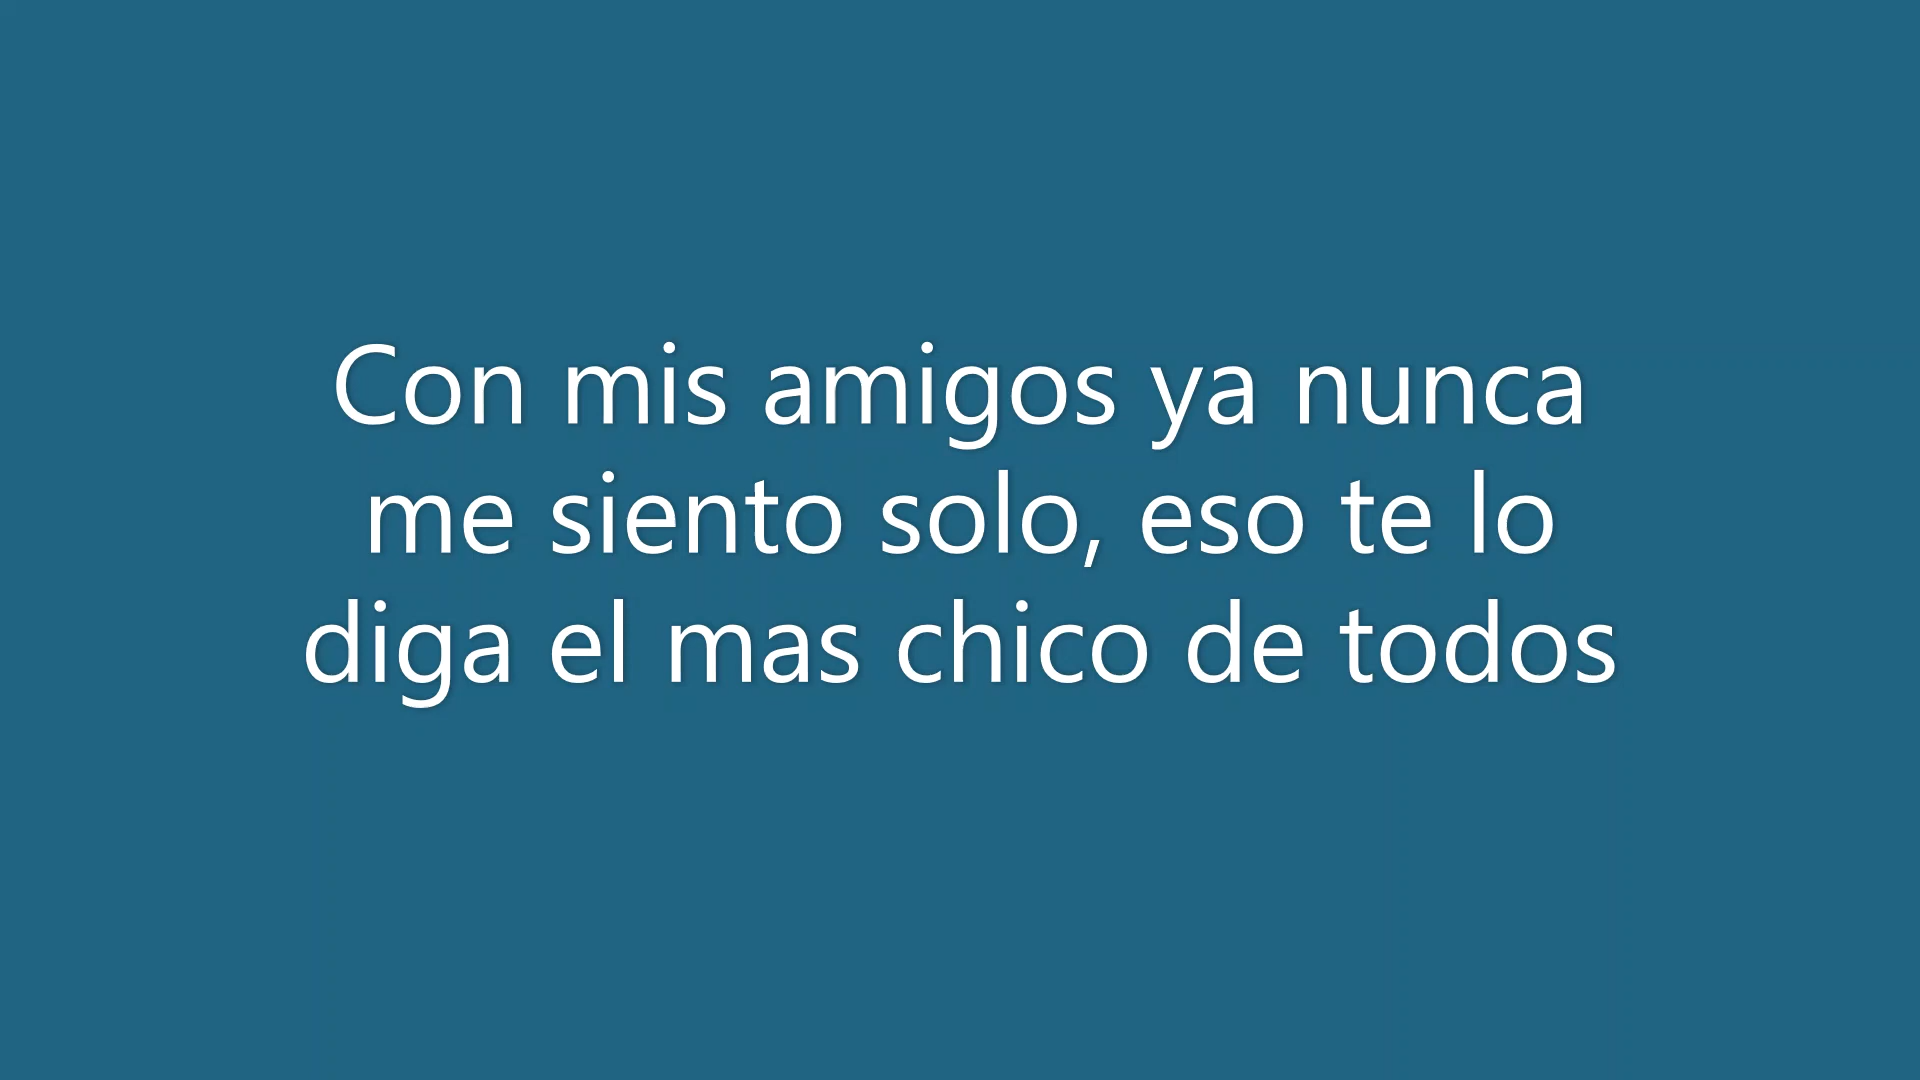 Con mis amigos ya nunca
me siento solo, eso te lo
diga el mas chico de todos